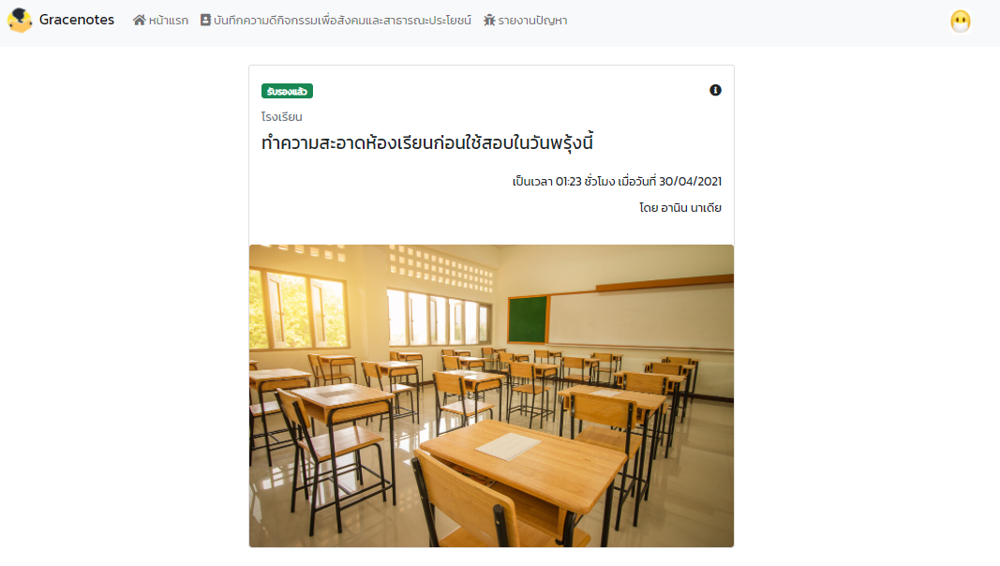 Gracenotes หน้าแรก บันทึกความดีกิจกรรมเพื่อสังคมและสาธารณะประโยชน์ รายงานปัญหา
รับรองแล้ว
โรงเรียน
ทำความสะอาดห้องเรียนก่อนใช้สอบในวันพรุ้งนี้
เป็นเวลา 01:23 ชั่วโมง เมื่อวันที่ 30/04/2021
โดย อานิน นาเดีย